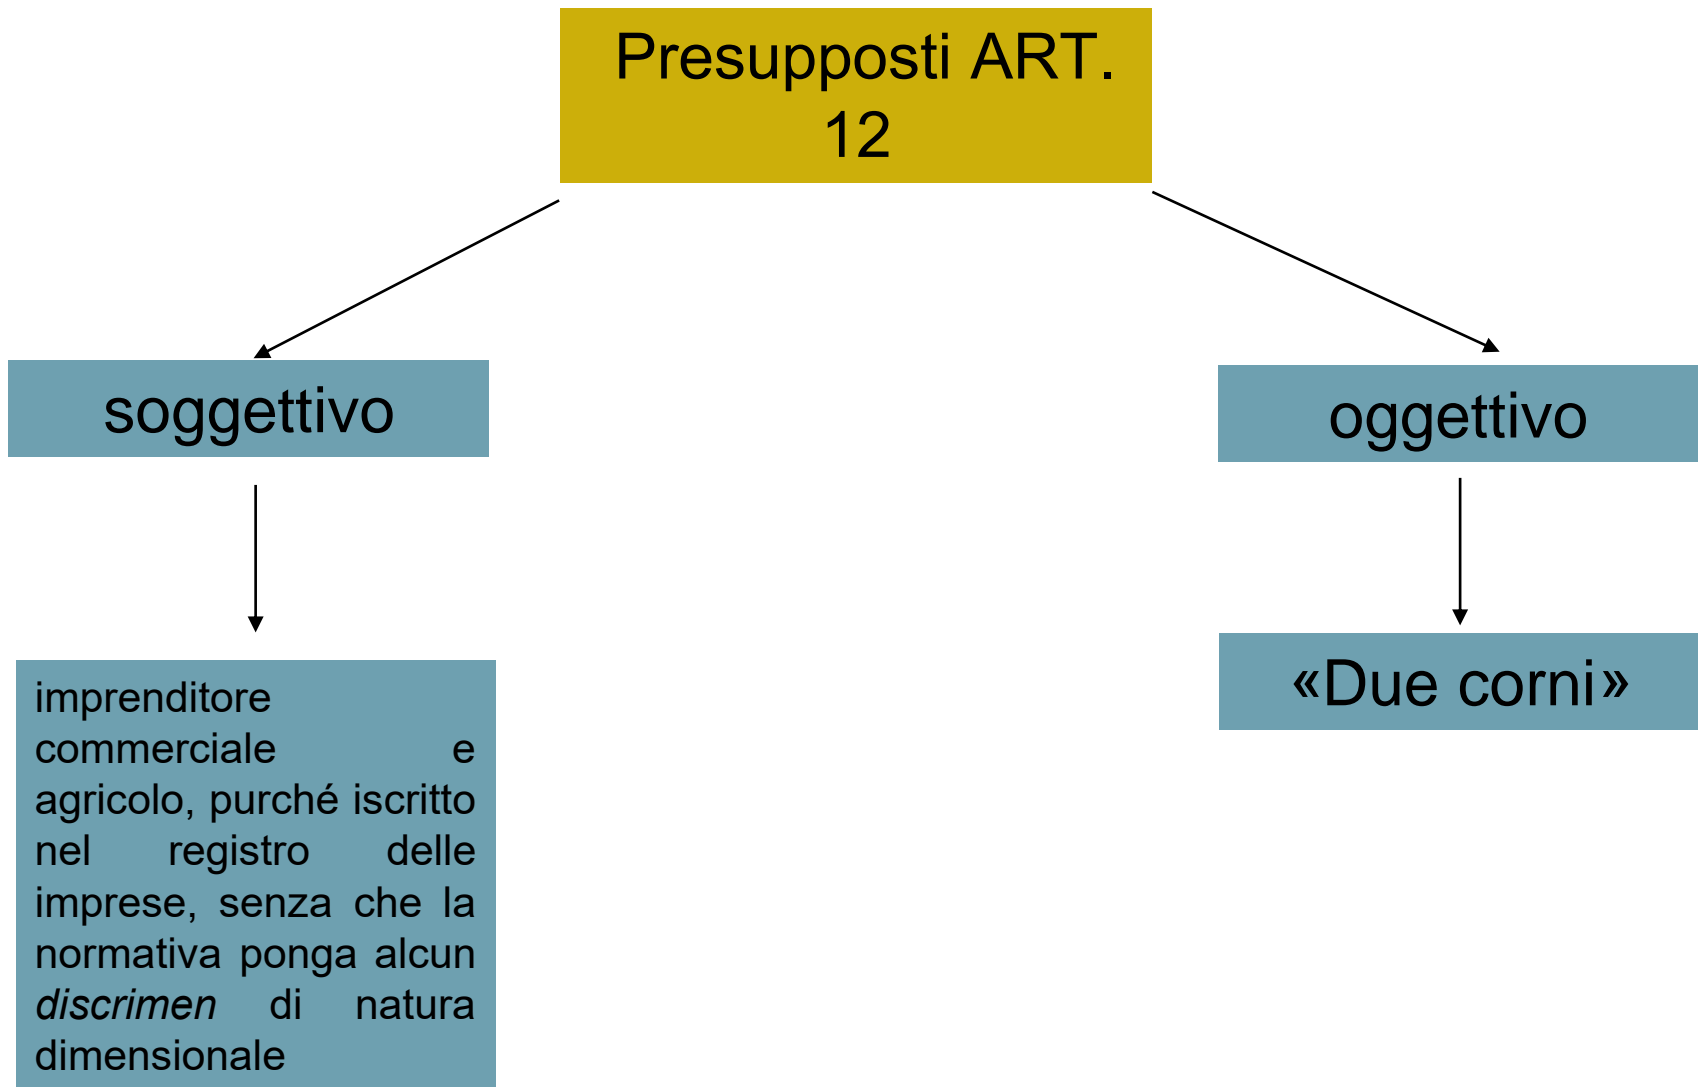 Presupposti ART.
12
soggettivo
oggettivo
imprenditore
commerciale e
agricolo, purché iscritto
nel registro delle
imprese, senza che la
normativa ponga alcun
discrimen di natura
dimensionale
«Due corni»